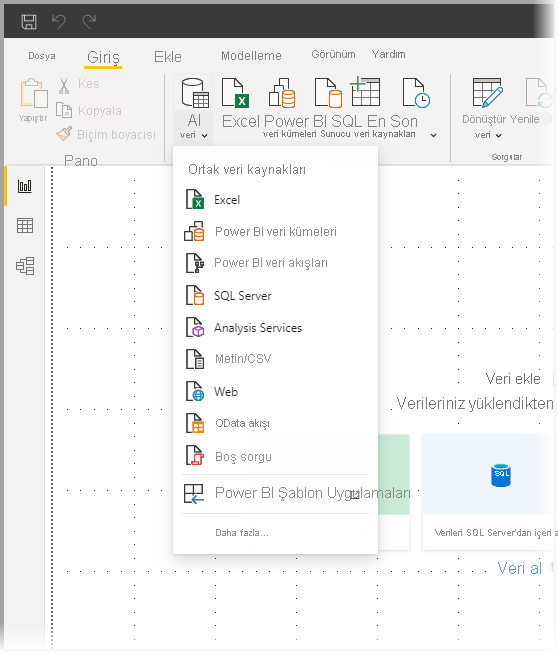 Dosya Giriş Ekle Modelleme Görünüm Yardım
Yapıştır
Kes
Kopyala
Biçim boyacısı
Pano
Al
veri
Excel Power BI SQL En Son
veri kümeleri Sunucu veri kaynakları
Dönüştür Yenile
veri
Sorgular
Ortak veri kaynakları
Excel
Power BI veri kümeleri
Power BI veri akışları
SQL Server
Analysis Services
Metin/CSV
Web
OData akışı
Boş sorgu
Power BI Şablon Uygulamaları
Daha fazla...
Veri ekle
Verileriniz yüklendikten
Verileri SQL Server'dan içeri a
Veri al t